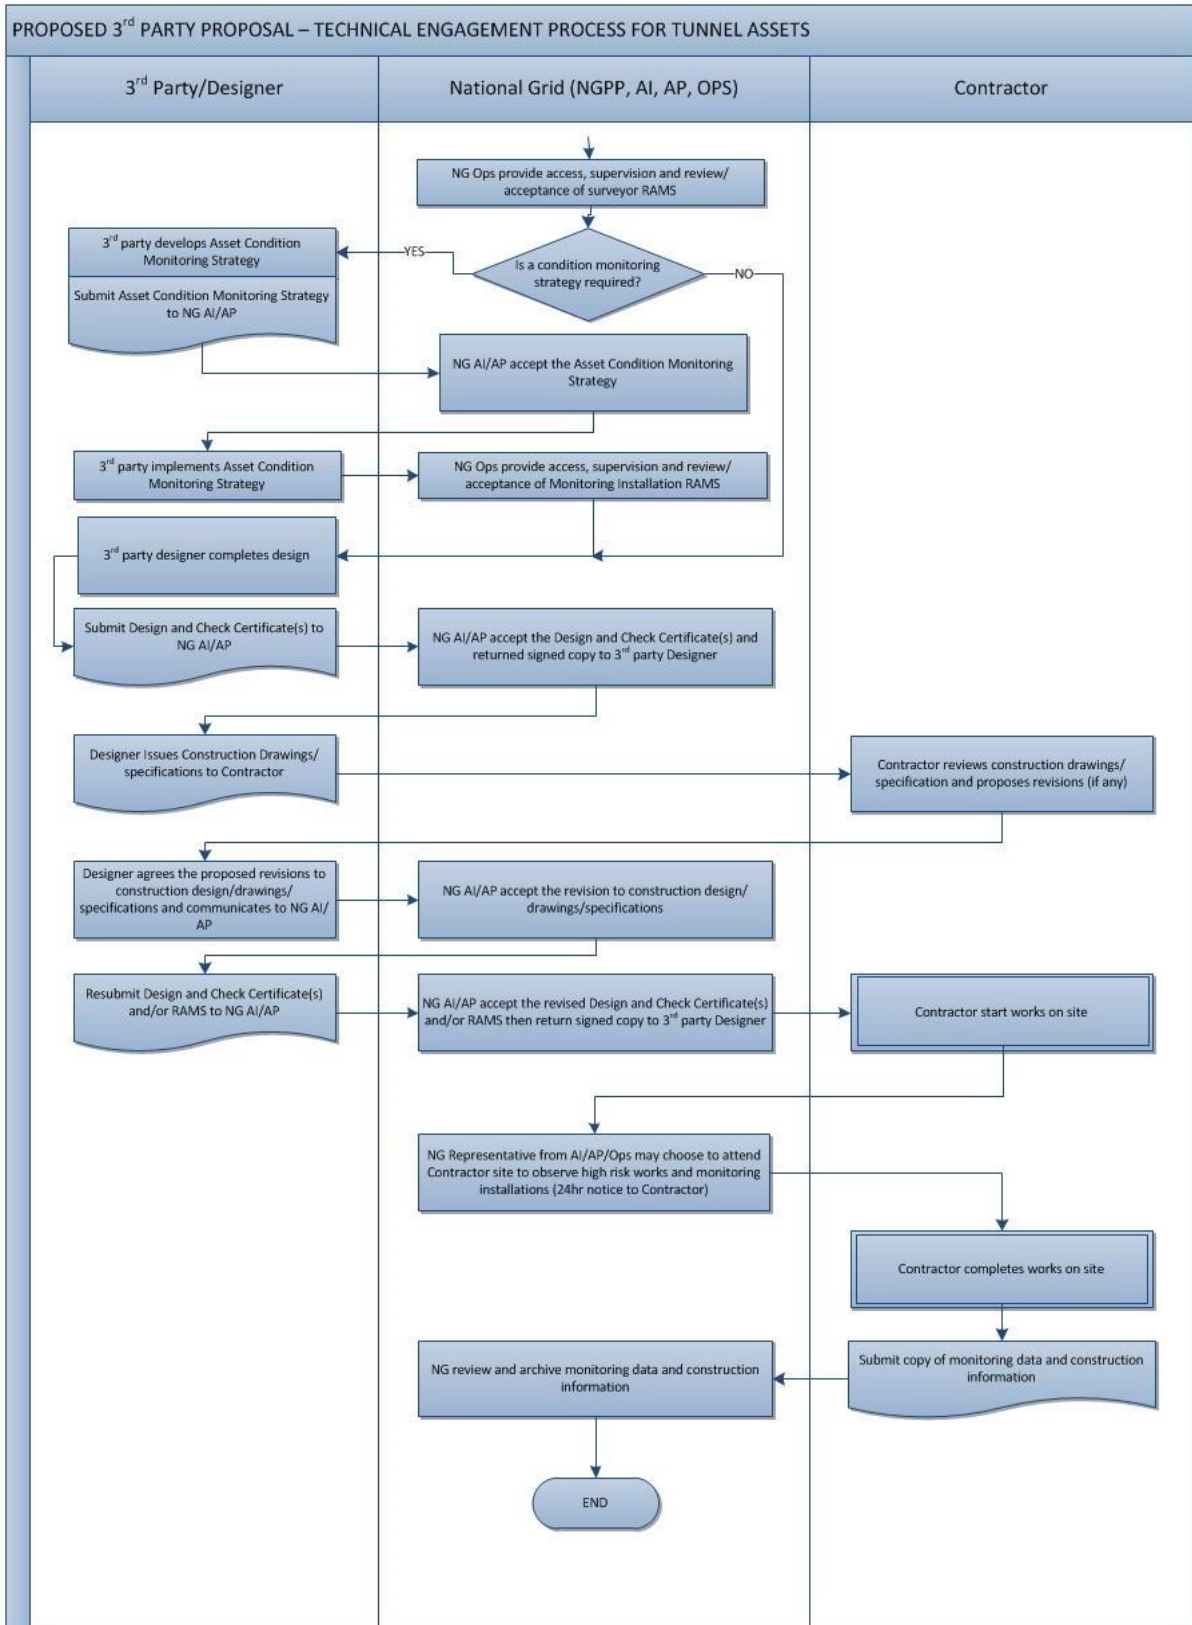 PROPOSED 3rd PARTY PROPOSAL – TECHNICAL ENGAGEMENT PROCESS FOR TUNNEL ASSETS
3rd Party/Designer
National Grid (NGPP, AI, AP, OPS)
Contractor
NG Ops provide access, supervision and review/
acceptance of surveyor RAMS
Is a condition monitoring
strategy required?
YES
NO
3rd party develops Asset Condition
Monitoring Strategy
Submit Asset Condition Monitoring Strategy
to NG AI/AP
NG AI/AP accept the Asset Condition Monitoring
Strategy
3rd party implements Asset Condition
Monitoring Strategy
NG Ops provide access, supervision and review/
acceptance of Monitoring Installation RAMS
3rd party designer completes design
Submit Design and Check Certificate(s) to
NG AI/AP
NG AI/AP accept the Design and Check Certificate(s) and
returned signed copy to 3rd party Designer
Designer Issues Construction Drawings/
specifications to Contractor
Contractor reviews construction drawings/
specification and proposes revisions (if any)
Designer agrees the proposed revisions to
construction design/drawings/
specifications and communicates to NG AI/
AP
NG AI/AP accept the revision to construction design/
drawings/specifications
Resubmit Design and Check Certificate(s)
and/or RAMS to NG AI/AP
NG AI/AP accept the revised Design and Check Certificate(s)
and/or RAMS then return signed copy to 3rd party Designer
Contractor start works on site
NG Representative from AI/AP/Ops may choose to attend
Contractor site to observe high risk works and monitoring
installations (24hr notice to Contractor)
Contractor completes works on site
Submit copy of monitoring data and construction
information
NG review and archive monitoring data and construction
information
END